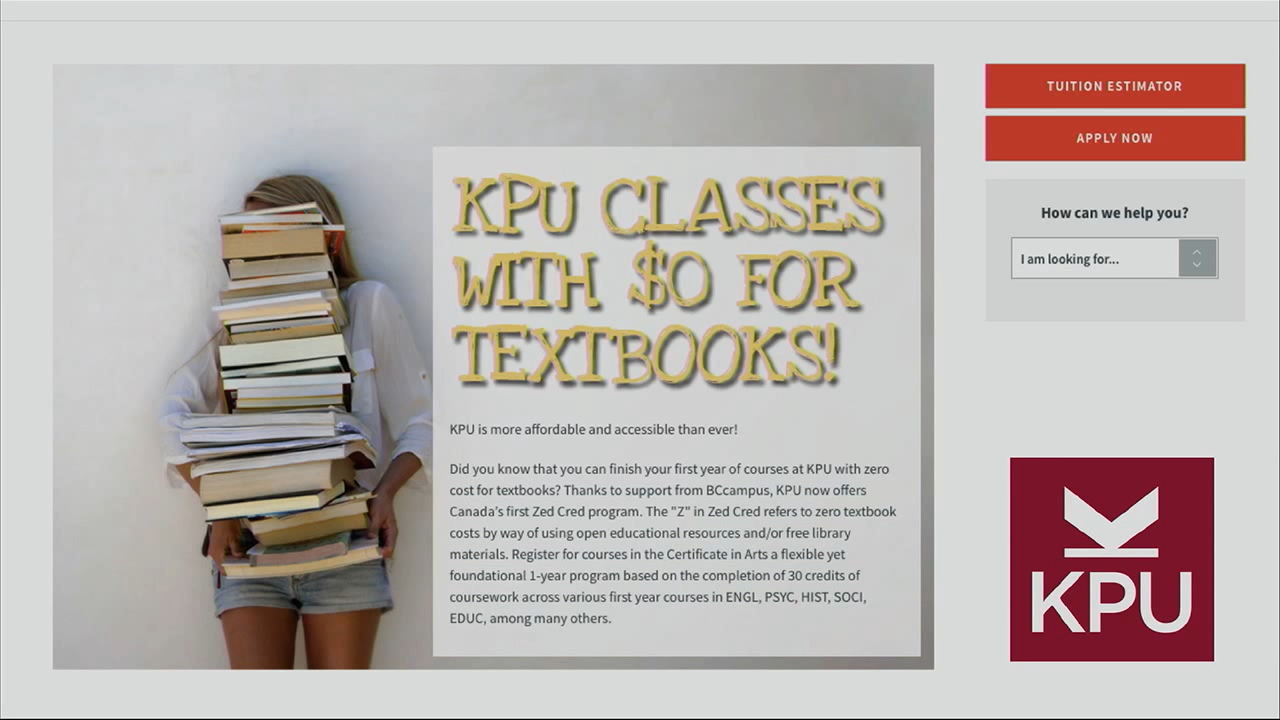 KPU CLASSES
WITH $0 FOR
TEXTBOOKS!
KPU is more affordable and accessible than ever!
Did you know that you can finish your first year of courses at KPU with zero
cost for textbooks? Thanks to support from BCcampus, KPU now offers
Canada's first Zed Cred program. The "Z" in Zed Cred refers to zero textbook
costs by way of using open educational resources and/or free library
materials. Register for courses in the Certificate in Arts a flexible yet
foundational 1-year program based on the completion of 30 credits of
coursework across various first year courses in ENGL, PSYC, HIST, SOCI,
EDUC, among many others.
TUITION ESTIMATOR
APPLY NOW
How can we help you?
I am looking for...
KPU